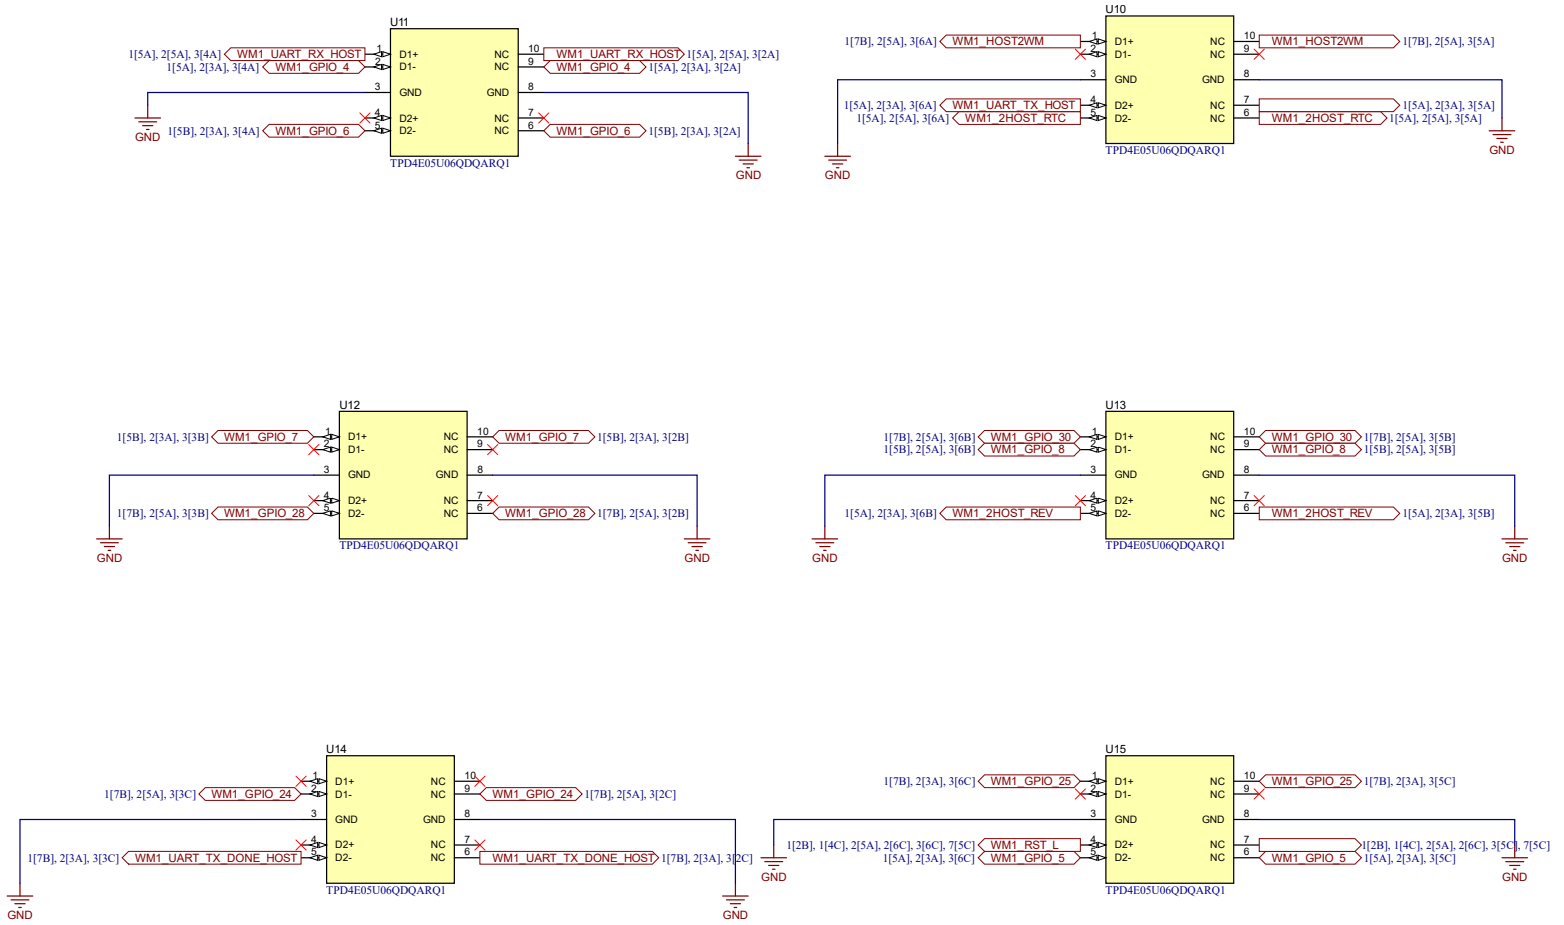 U11
1[5A], 2[5A], 3[4A] WM1_UART_RX_HOST 1 D1+ NC 10 WM1_UART_RX_HOST 1[5A], 2[5A], 3[2A]
1[5A], 2[3A], 3[4A] WM1_GPIO_4 2 D1- NC 9 WM1_GPIO_4 1[5A], 2[3A], 3[2A]
3 GND GND 8
4 D2+ NC 7
1[5B], 2[3A], 3[4A] WM1_GPIO_6 5 D2- NC 6 WM1_GPIO_6 1[5B], 2[3A], 3[2A]
GND
TPD4E05U06QDQARQ1
GND
U10
1[7B], 2[5A], 3[6A] WM1_HOST2WM 1 D1+ NC 10 WM1_HOST2WM 1[7B], 2[5A], 3[5A]
2 D1- NC 9
3 GND GND 8
1[5A], 2[3A], 3[6A] WM1_UART_TX_HOST 4 D2+ NC 7 1[5A], 2[3A], 3[5A]
1[5A], 2[5A], 3[6A] WM1_2HOST_RTC 5 D2- NC 6 WM1_2HOST_RTC 1[5A], 2[5A], 3[5A]
TPD4E05U06QDQARQ1
GND
GND
U12
1[5B], 2[3A], 3[3B] WM1_GPIO_7 1 D1+ NC 10 WM1_GPIO_7 1[5B], 2[3A], 3[2B]
2 D1- NC 9
3 GND GND 8
4 D2+ NC 7
1[7B], 2[5A], 3[3B] WM1_GPIO_28 5 D2- NC 6 WM1_GPIO_28 1[7B], 2[5A], 3[2B]
TPD4E05U06QDQARQ1
GND
GND
U13
1[7B], 2[5A], 3[6B] WM1_GPIO_30 1 D1+ NC 10 WM1_GPIO_30 1[7B], 2[5A], 3[5B]
1[5B], 2[5A], 3[6B] WM1_GPIO_8 2 D1- NC 9 WM1_GPIO_8 1[5B], 2[5A], 3[5B]
3 GND GND 8
4 D2+ NC 7
1[5A], 2[3A], 3[6B] WM1_2HOST_REV 5 D2- NC 6 WM1_2HOST_REV 1[5A], 2[3A], 3[5B]
TPD4E05U06QDQARQ1
GND
GND
U14
1 D1+ NC 10
1[7B], 2[5A], 3[3C] WM1_GPIO_24 2 D1- NC 9 WM1_GPIO_24 1[7B], 2[5A], 3[2C]
3 GND GND 8
4 D2+ NC 7
1[7B], 2[3A], 3[3C] WM1_UART_TX_DONE_HOST 5 D2- NC 6 WM1_UART_TX_DONE_HOST 1[7B], 2[3A], 3[2C]
TPD4E05U06QDQARQ1
GND
GND
U15
1[7B], 2[3A], 3[6C] WM1_GPIO_25 1 D1+ NC 10 WM1_GPIO_25 1[7B], 2[3A], 3[5C]
2 D1- NC 9
3 GND GND 8
1[2B], 1[4C], 2[5A], 2[6C], 3[6C], 7[5C] WM1_RST_L 4 D2+ NC 7 1[2B], 1[4C], 2[5A], 2[6C], 3[5C], 7[5C]
1[5A], 2[3A], 3[6C] WM1_GPIO_5 5 D2- NC 6 WM1_GPIO_5 1[5A], 2[3A], 3[5C]
GND
GND
TPD4E05U06QDQARQ1